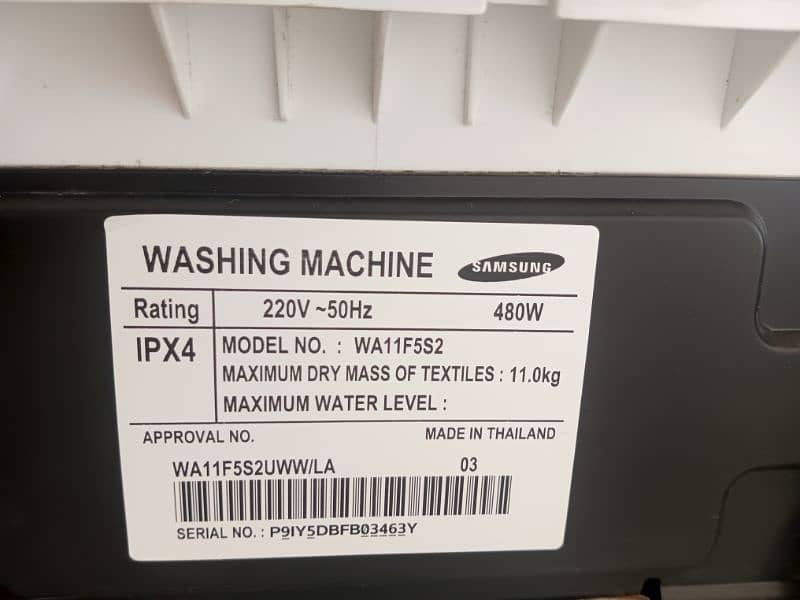 WASHING MACHINE SAMSUNG
Rating 220V ~50Hz 480W
IPX4 MODEL NO. : WA11F5S2
MAXIMUM DRY MASS OF TEXTILES : 11.0kg
MAXIMUM WATER LEVEL :
APPROVAL NO. MADE IN THAILAND
WA11F5S2UWW/LA 03
SERIAL NO. : P9IY5DBFB03463Y